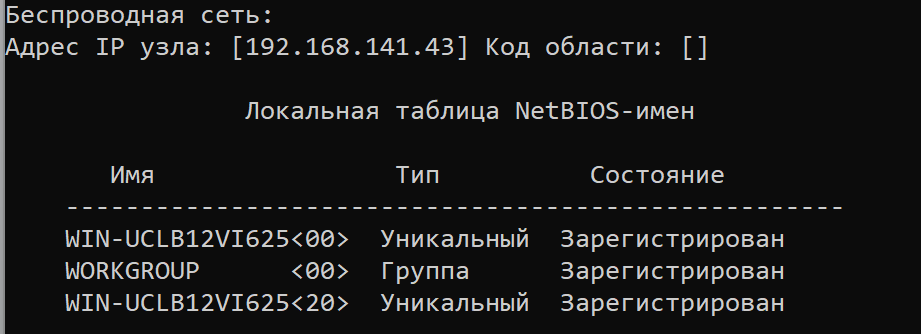 Беспроводная сеть:
Адрес IP узла: [192.168.141.43] Код области: []
Локальная таблица NetBIOS-имен
Имя Тип Состояние
----------------------------------------------------
WIN-UCLB12VI625<00> Уникальный Зарегистрирован
WORKGROUP <00> Группа Зарегистрирован
WIN-UCLB12VI625<20> Уникальный Зарегистрирован